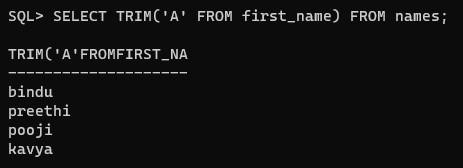 SQL> SELECT TRIM('A' FROM first_name) FROM names;
TRIM('A'FROMFIRST_NA
--------------------
bindu
preethi
pooji
kavya